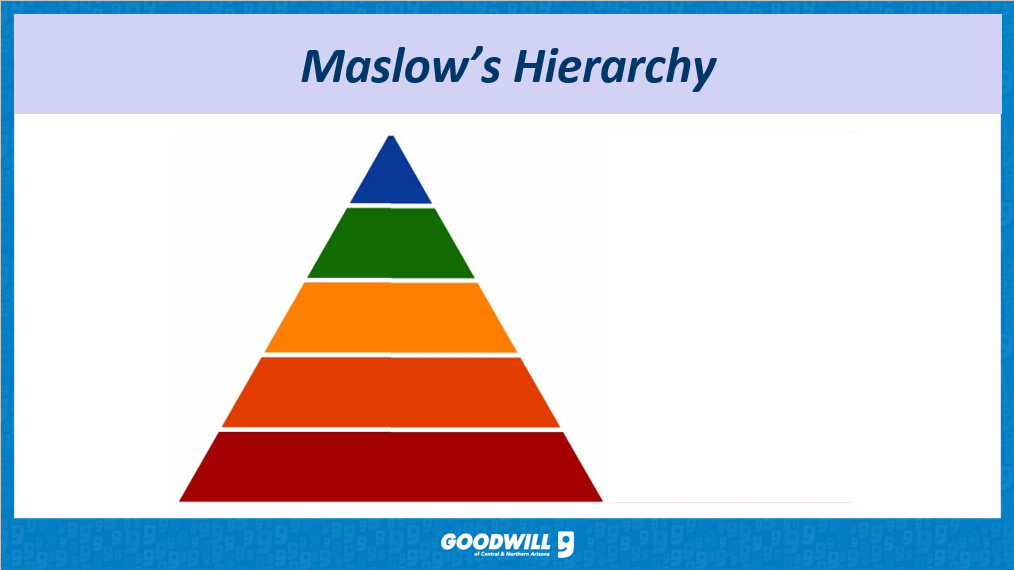 Maslow’s Hierarchy
GOODWILL
of Central & Northern Arizona